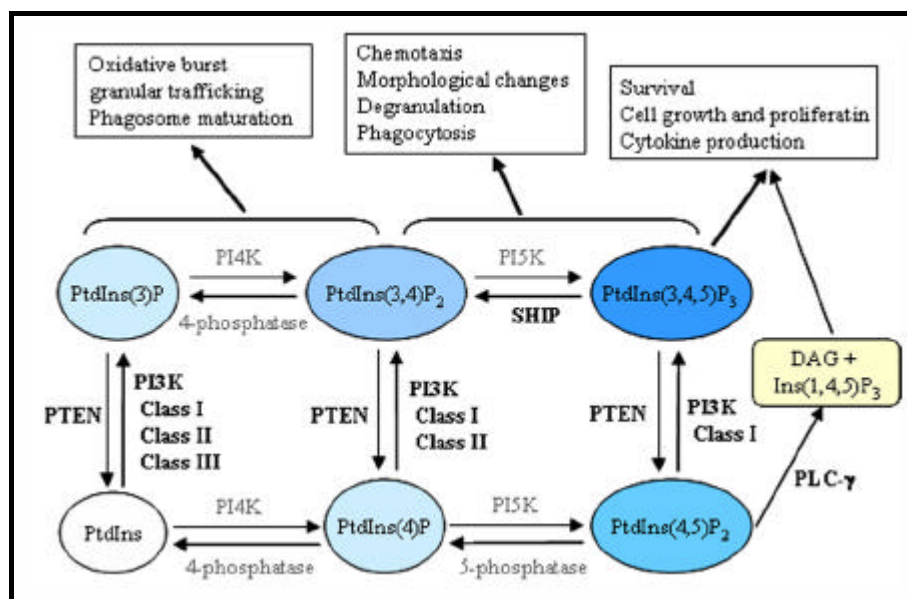 Oxidative burst
granular trafficking
Phagosome maturation
Chemotaxis
Morphological changes
Degranulation
Phagocytosis
Survival
Cell growth and proliferatin
Cytokine production
PtdIns(3)P
PI4K
4-phosphatase
PtdIns(3,4)P2
PI5K
SHIP
PtdIns(3,4,5)P3
DAG +
Ins(1,4,5)P3
PTEN
PI3K
Class I
Class II
Class III
PTEN
PI3K
Class I
Class II
PTEN
PI3K
Class I
PLC-γ
PtdIns
PI4K
4-phosphatase
PtdIns(4)P
PI5K
5-phosphatase
PtdIns(4,5)P2